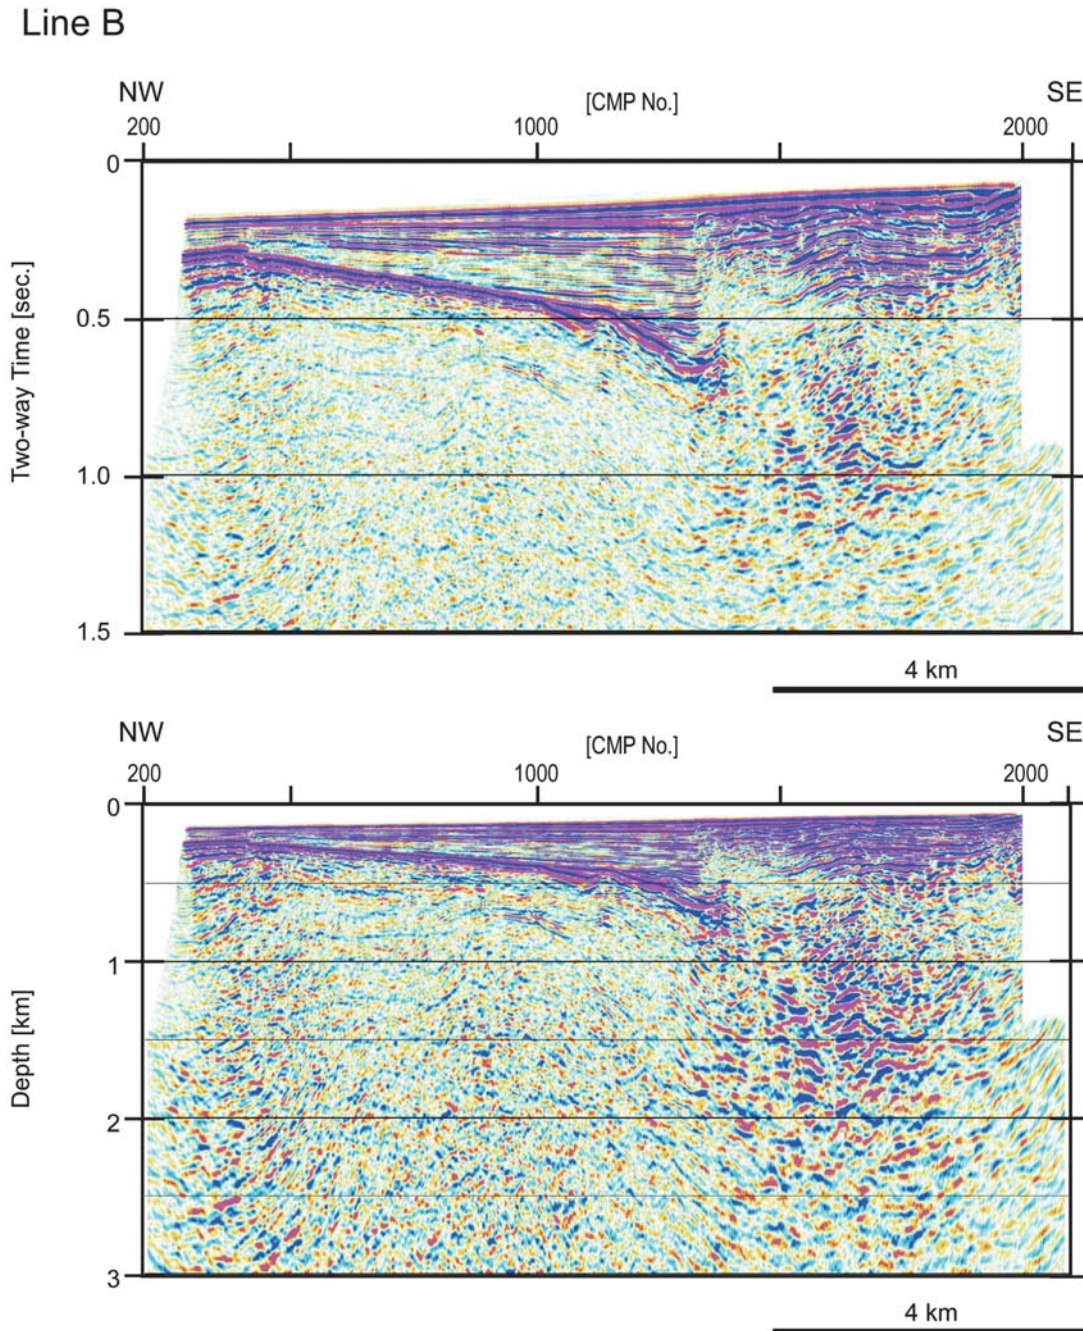 Line B
NW SE
[CMP No.]
200 1000 2000
0
0.5
1.0
1.5
Two-way Time [sec.]
4 km
NW SE
[CMP No.]
200 1000 2000
0
1
2
3
Depth [km]
4 km